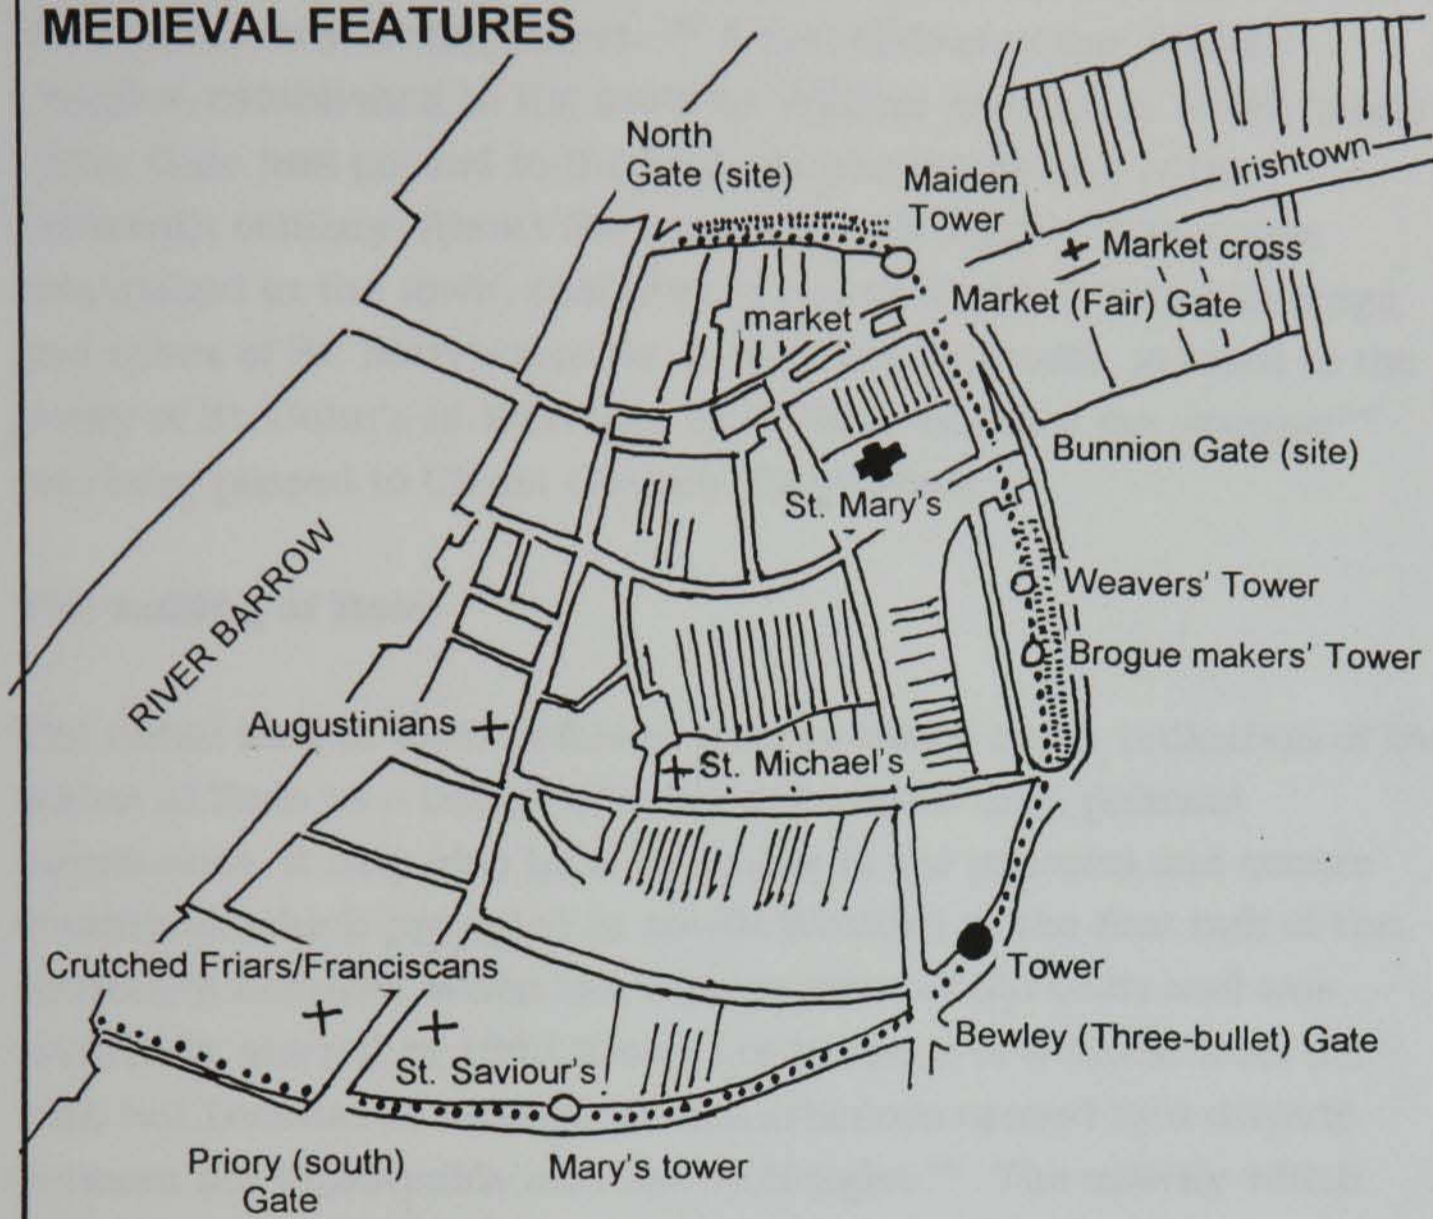 MEDIEVAL FEATURES
North
Gate (site)
Maiden
Tower
Irishtown
Market cross
market
Market (Fair) Gate
Bunnion Gate (site)
St. Mary's
RIVER BARROW
Weavers' Tower
Brogue makers' Tower
Augustinians
St. Michael's
Crutched Friars/Franciscans
Tower
Bewley (Three-bullet) Gate
St. Saviour's
Priory (south)
Gate
Mary's tower